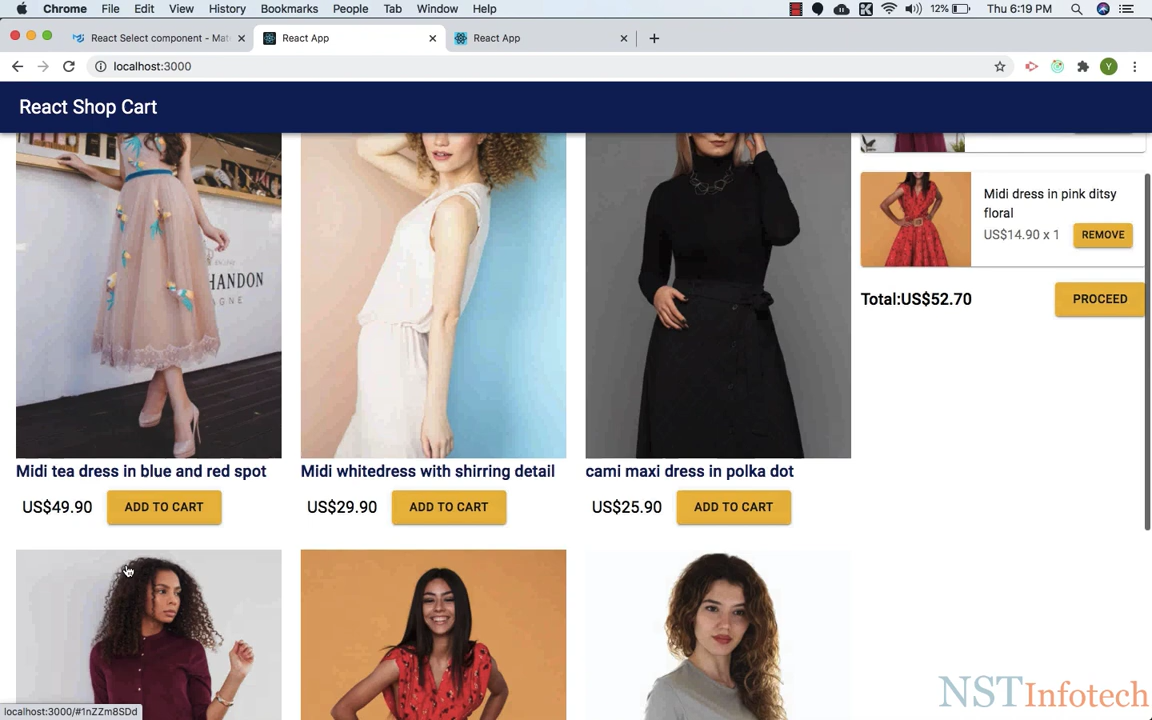 Chrome File Edit View History Bookmarks People Tab Window Help 12% Thu 6:19 PM
React Select component - Mat
React App
React App
localhost:3000
Y
React Shop Cart
HANDON
GNE
Midi dress in pink ditsy
floral
US$14.90 x 1 REMOVE
Total:US$52.70 PROCEED
Midi tea dress in blue and red spot
US$49.90 ADD TO CART
Midi whitedress with shirring detail
US$29.90 ADD TO CART
cami maxi dress in polka dot
US$25.90 ADD TO CART
localhost:3000/#1nZZm8SDd
NSTInfotech